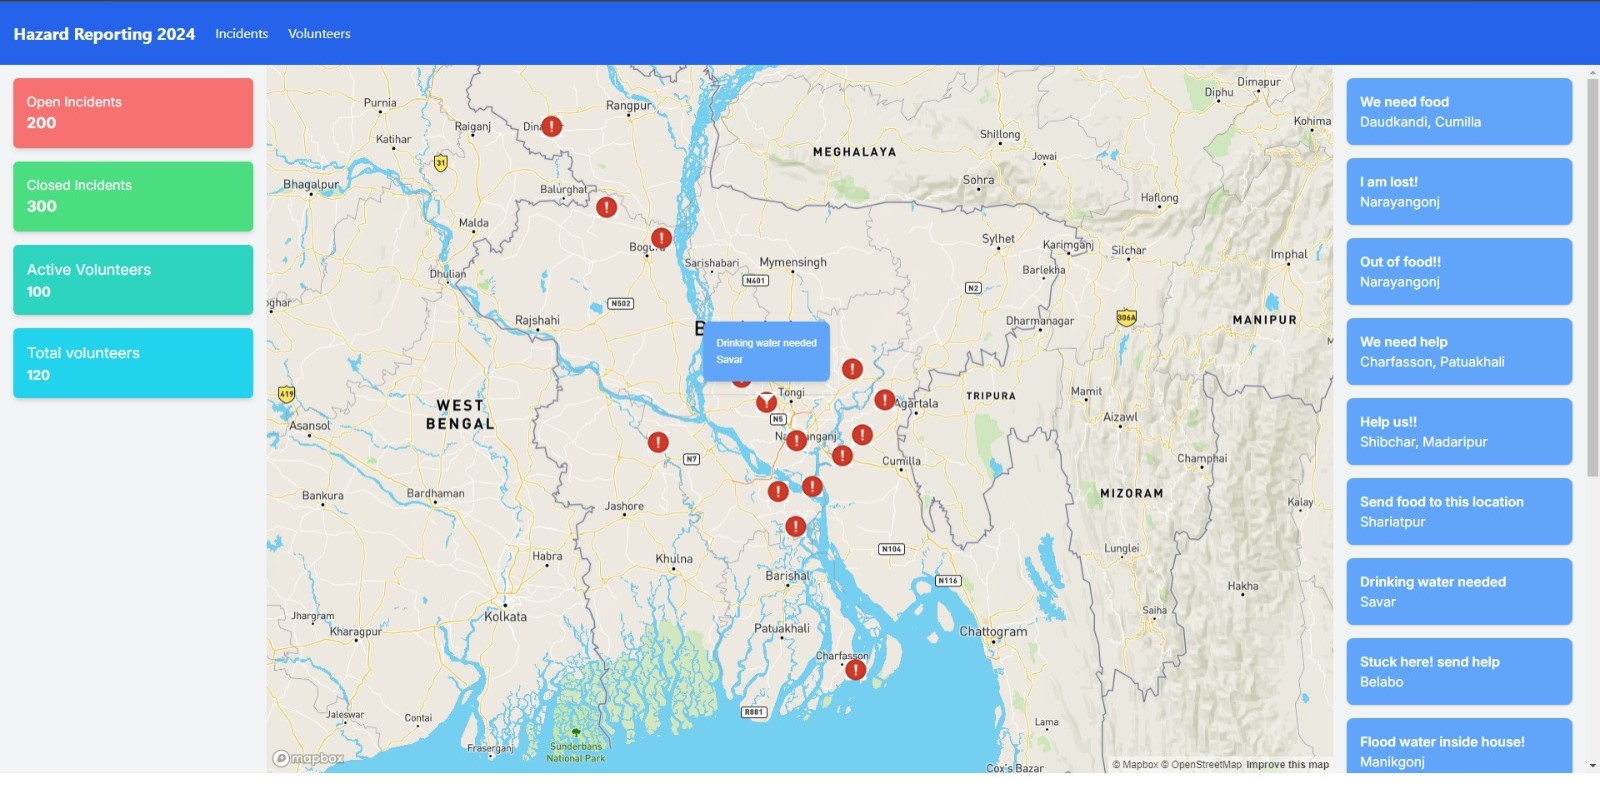 Hazard Reporting 2024
Incidents
Volunteers
Open Incidents
200
Closed Incidents
300
Active Volunteers
100
Total volunteers
120
Purnia
Katihar
Raiganj
Rangpur
31
Bhagalpur
Balurghat
Malda
Dhulian
Sarishabari
Mymensingh
N401
N502
Rajshahi
MEGHALAYA
Shillong
Jowai
Sohra
Haflong
Diphu
Dimapur
Kohima
Sylhet
Karimganj
Silchar
Imphal
Barlekha
N2
Dharmanagar
306A
MANIPUR
Drinking water needed
Savar
Tongi
N5
Agartala
TRIPURA
Mamit
Aizawl
Champhai
419
WEST
BENGAL
Asansol
N7
Cumilla
Bankura
Bardhaman
Jashore
MIZORAM
Kalay
N104
Lunglei
Habra
Khulna
Barishal
N116
Hakha
Saiha
Jhargram
Kharagpur
Kolkata
Patuakhali
Chattogram
Charfasson
R881
Jaleswar
Contai
Fraserganj
Sunderbans
National Park
Lama
Cox's Bazar
mapbox
© Mapbox © OpenStreetMap Improve this map
We need food
Daudkandi, Cumilla
I am lost!
Narayangonj
Out of food!!
Narayangonj
We need help
Charfasson, Patuakhali
Help us!!
Shibchar, Madaripur
Send food to this location
Shariatpur
Drinking water needed
Savar
Stuck here! send help
Belabo
Flood water inside house!
Manikgonj